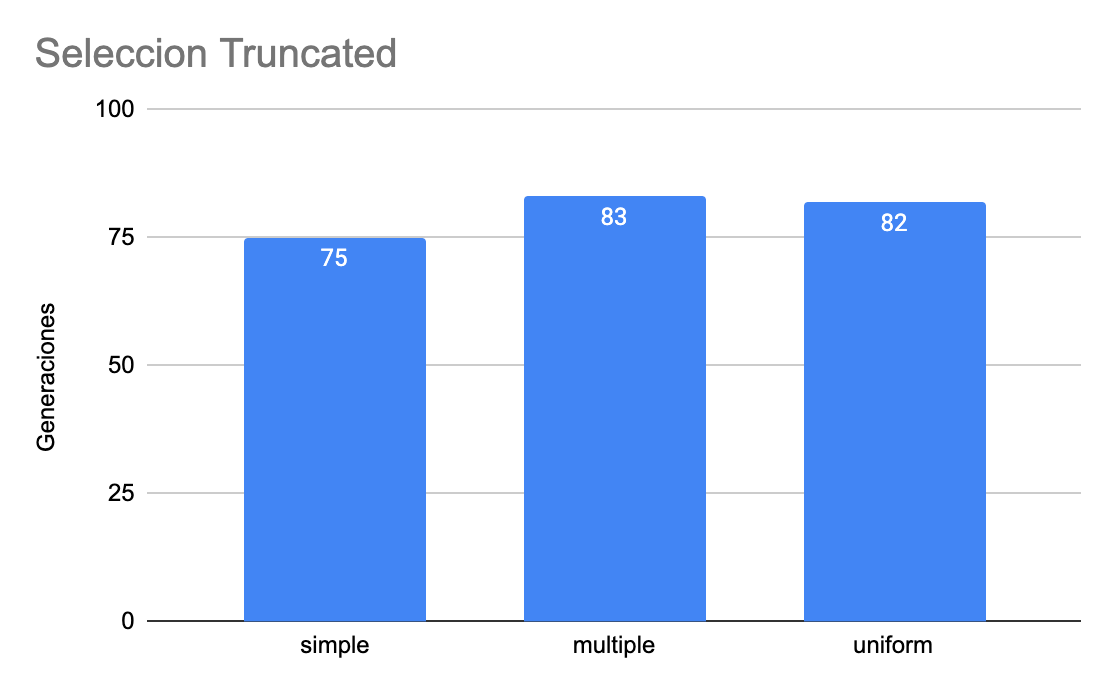 Seleccion Truncated
100
75
50
25
0
Generaciones
75
83
82
simple
multiple
uniform